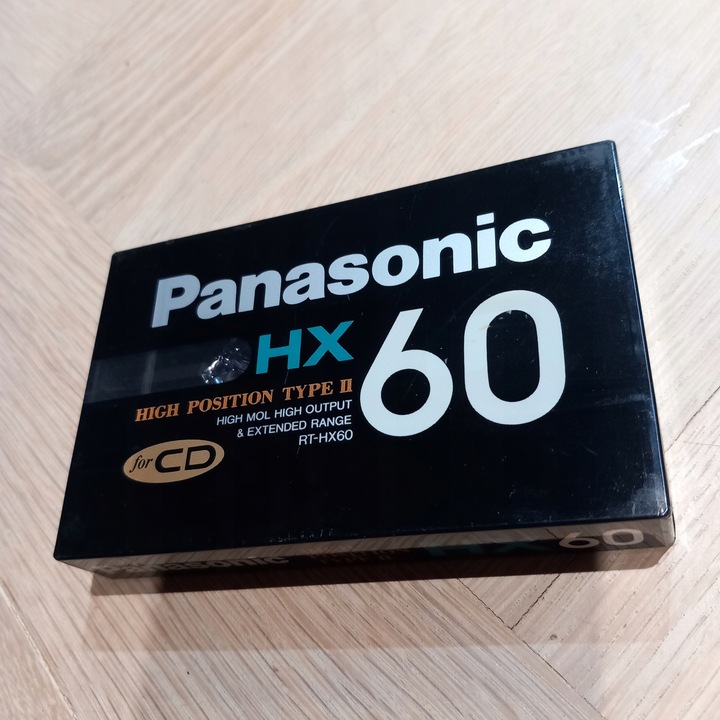 Panasonic
HX 60
HIGH POSITION TYPE II
HIGH MOL HIGH OUTPUT
& EXTENDED RANGE
RT-HX60
for CD
Panasonic HX 60